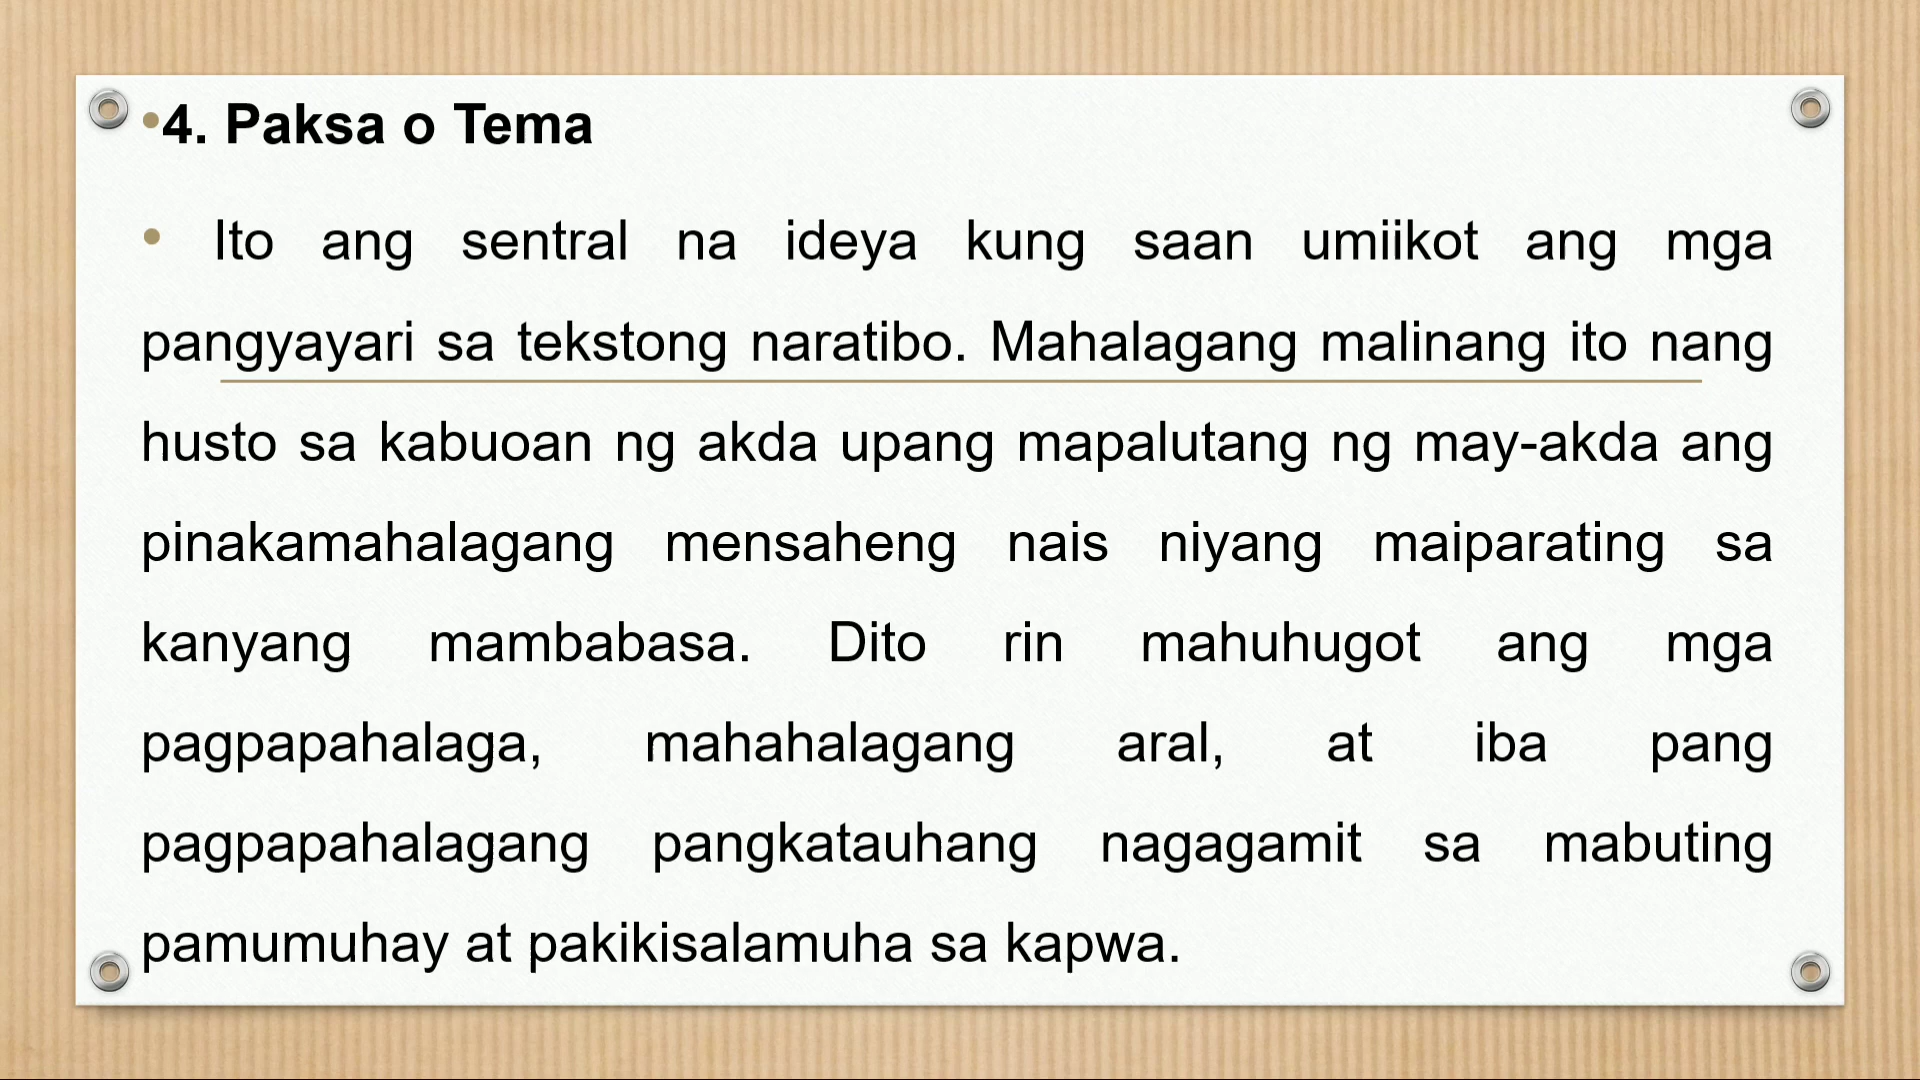 •4. Paksa o Tema
• Ito ang sentral na ideya kung saan umiikot ang mga
pangyayari sa tekstong naratibo. Mahalagang malinang ito nang
husto sa kabuoan ng akda upang mapalutang ng may-akda ang
pinakamahalagang mensaheng nais niyang maiparating sa
kanyang mambabasa. Dito rin mahuhugot ang mga
pagpapahalaga, mahahalagang aral, at iba pang
pagpapahalagang pangkatauhang nagagamit sa mabuting
pamumuhay at pakikisalamuha sa kapwa.